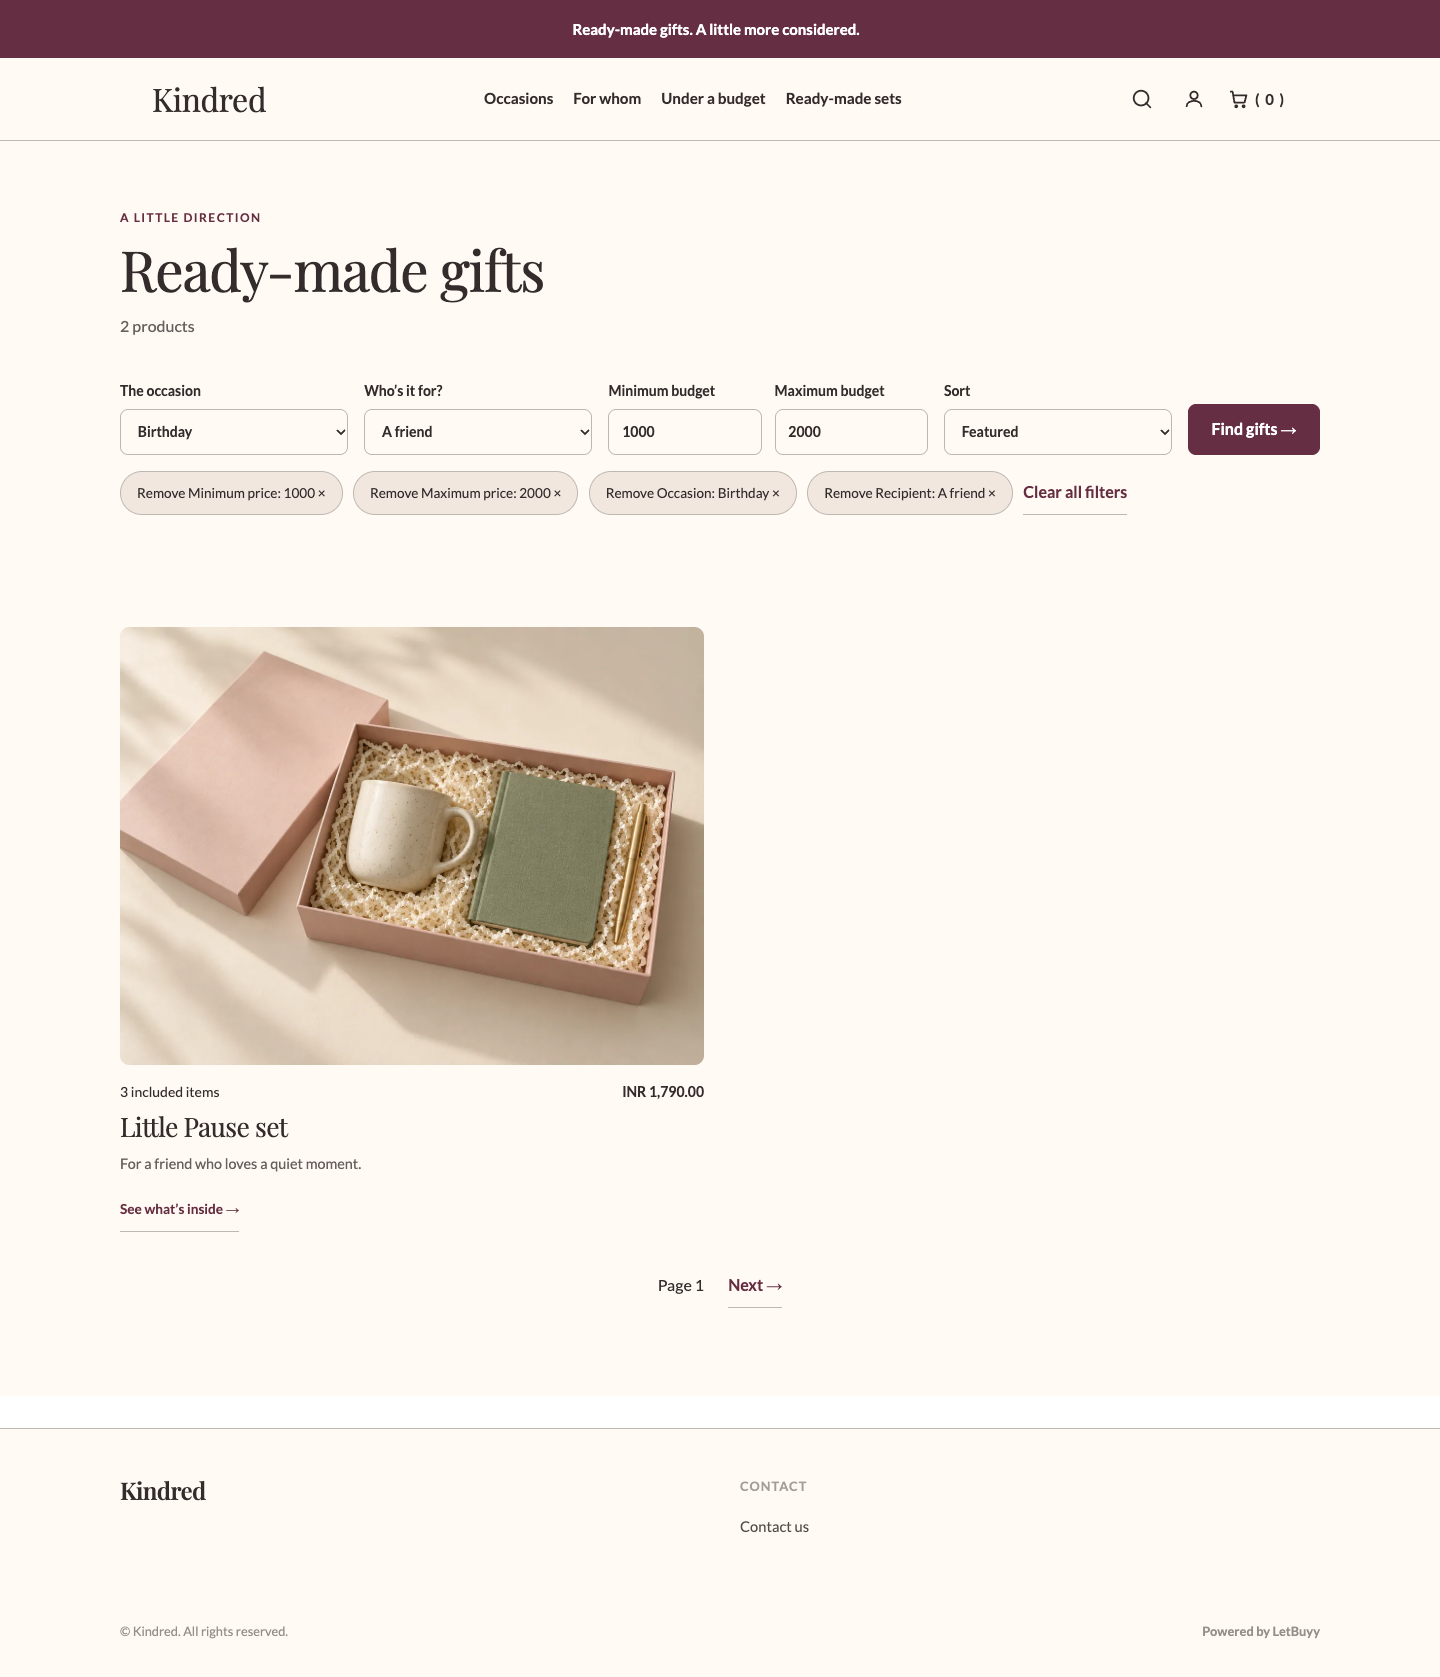 Ready-made gifts. A little more considered.
Kindred
Occasions For whom Under a budget Ready-made sets
( 0 )
A LITTLE DIRECTION
Ready-made gifts
2 products
The occasion Who's it for? Minimum budget Maximum budget Sort
Birthday A friend 1000 2000 Featured Find gifts →
Remove Minimum price: 1000 × Remove Maximum price: 2000 × Remove Occasion: Birthday × Remove Recipient: A friend × Clear all filters
3 included items INR 1,790.00
Little Pause set
For a friend who loves a quiet moment.
See what's inside →
Page 1 Next →
Kindred
CONTACT
Contact us
© Kindred. All rights reserved. Powered by LetBuyy